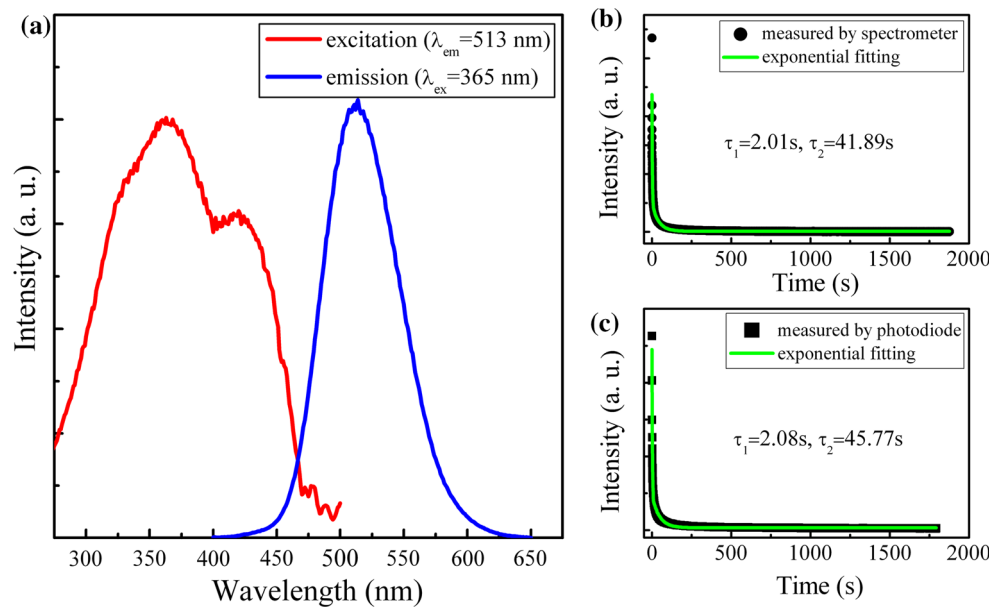 (a)
excitation (λem=513 nm)
emission (λex=365 nm)
Intensity (a. u.)
300 350 400 450 500 550 600 650
Wavelength (nm)
(b)
measured by spectrometer
exponential fitting
τ1=2.01s, τ2=41.89s
Intensity (a. u.)
0 500 1000 1500 2000
Time (s)
(c)
measured by photodiode
exponential fitting
τ1=2.08s, τ2=45.77s
Intensity (a. u.)
0 500 1000 1500 2000
Time (s)